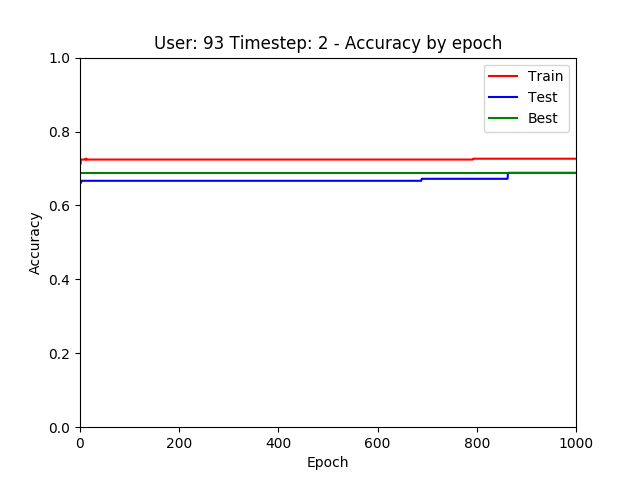 User: 93 Timestep: 2 - Accuracy by epoch
1.0
Train
Test
Best
0.8
0.6
Accuracy
0.4
0.2
0.0
0 200 400 600 800 1000
Epoch